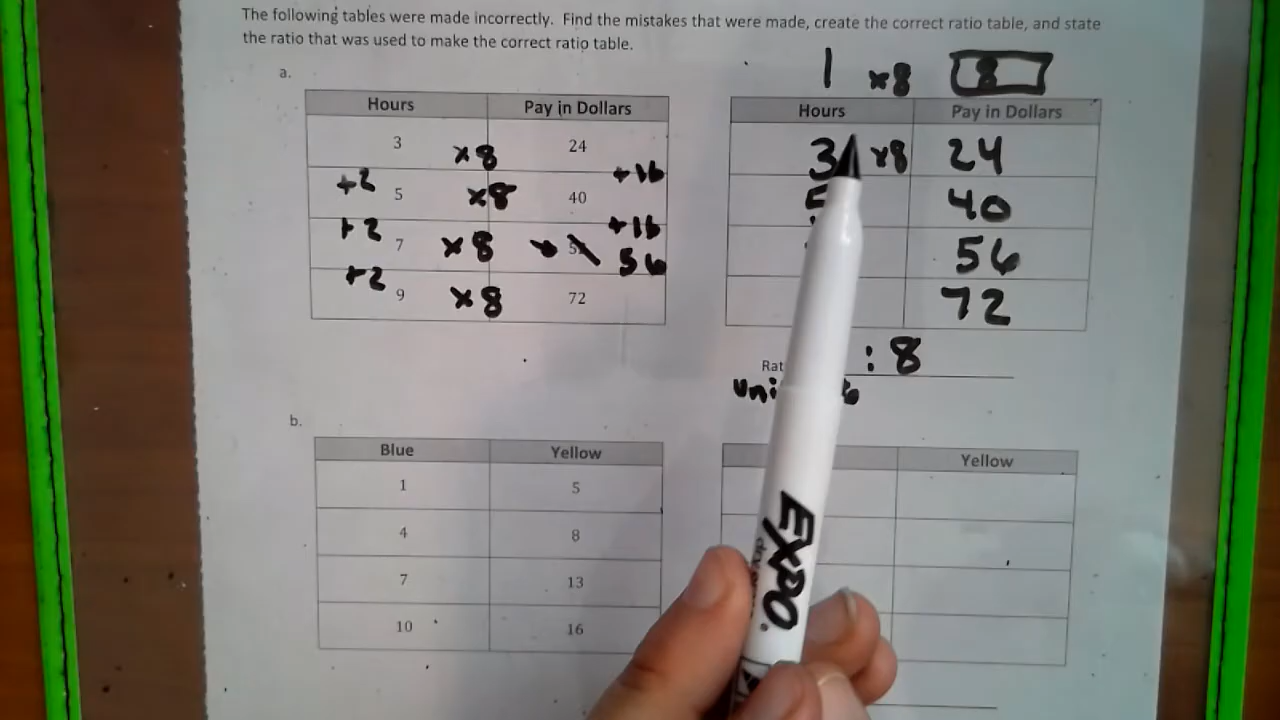 The following tables were made incorrectly. Find the mistakes that were made, create the correct ratio table, and state
the ratio that was used to make the correct ratio table.
1 x8 8
a.
Hours Pay in Dollars
3 x8 24
+2 +16
5 x8 40
+2 +16
7 x8 56
+2
9 x8 72
Hours Pay in Dollars
3 x8 24
5 40
56
72
: 8
b.
Blue Yellow
1 5
4 8
7 13
10 16
Yellow
EXPO